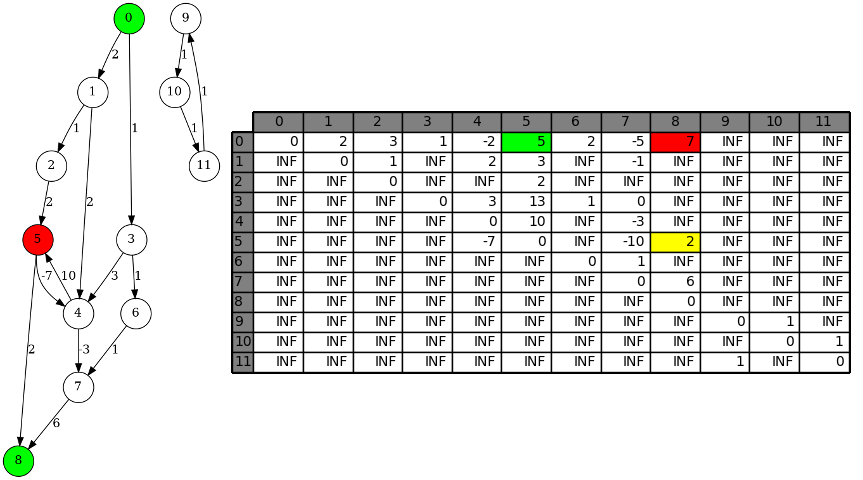 0
9
2
1
1
10
1
1
1
1
2
11
2
2
5
3
-7
10
3
1
4
6
2
-3
1
7
6
8
0 1 2 3 4 5 6 7 8 9 10 11
0 0 2 3 1 -2 5 2 -5 7 INF INF INF
1 INF 0 1 INF 2 3 INF -1 INF INF INF INF
2 INF INF 0 INF INF 2 INF INF INF INF INF INF
3 INF INF INF 0 3 13 1 0 INF INF INF INF
4 INF INF INF INF 0 10 INF -3 INF INF INF INF
5 INF INF INF INF -7 0 INF -10 2 INF INF INF
6 INF INF INF INF INF INF 0 1 INF INF INF INF
7 INF INF INF INF INF INF INF 0 6 INF INF INF
8 INF INF INF INF INF INF INF INF 0 INF INF INF
9 INF INF INF INF INF INF INF INF INF 0 1 INF
10 INF INF INF INF INF INF INF INF INF INF 0 1
11 INF INF INF INF INF INF INF INF INF 1 INF 0